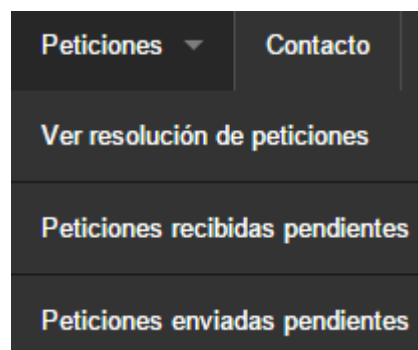 Peticiones
Contacto
Ver resolución de peticiones
Peticiones recibidas pendientes
Peticiones enviadas pendientes